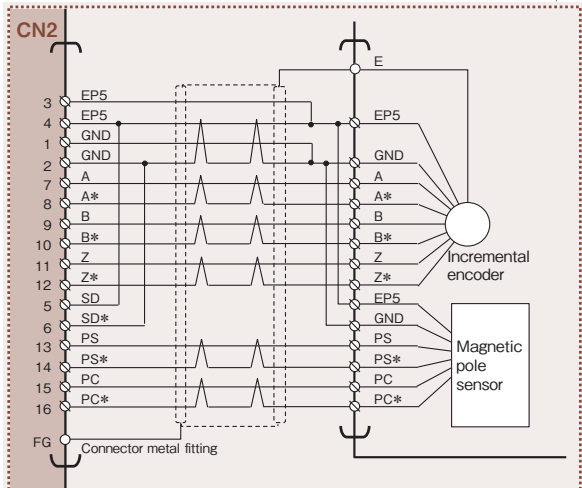 CN2
E
3 EP5
4 EP5 EP5
1 GND
2 GND GND
7 A A
8 A* A*
9 B B
10 B* B*
11 Z Z
12 Z* Z*
Incremental
encoder
5 SD EP5
6 SD* GND
13 PS PS
14 PS* PS*
15 PC PC
16 PC* PC*
Magnetic
pole
sensor
FG Connector metal fitting